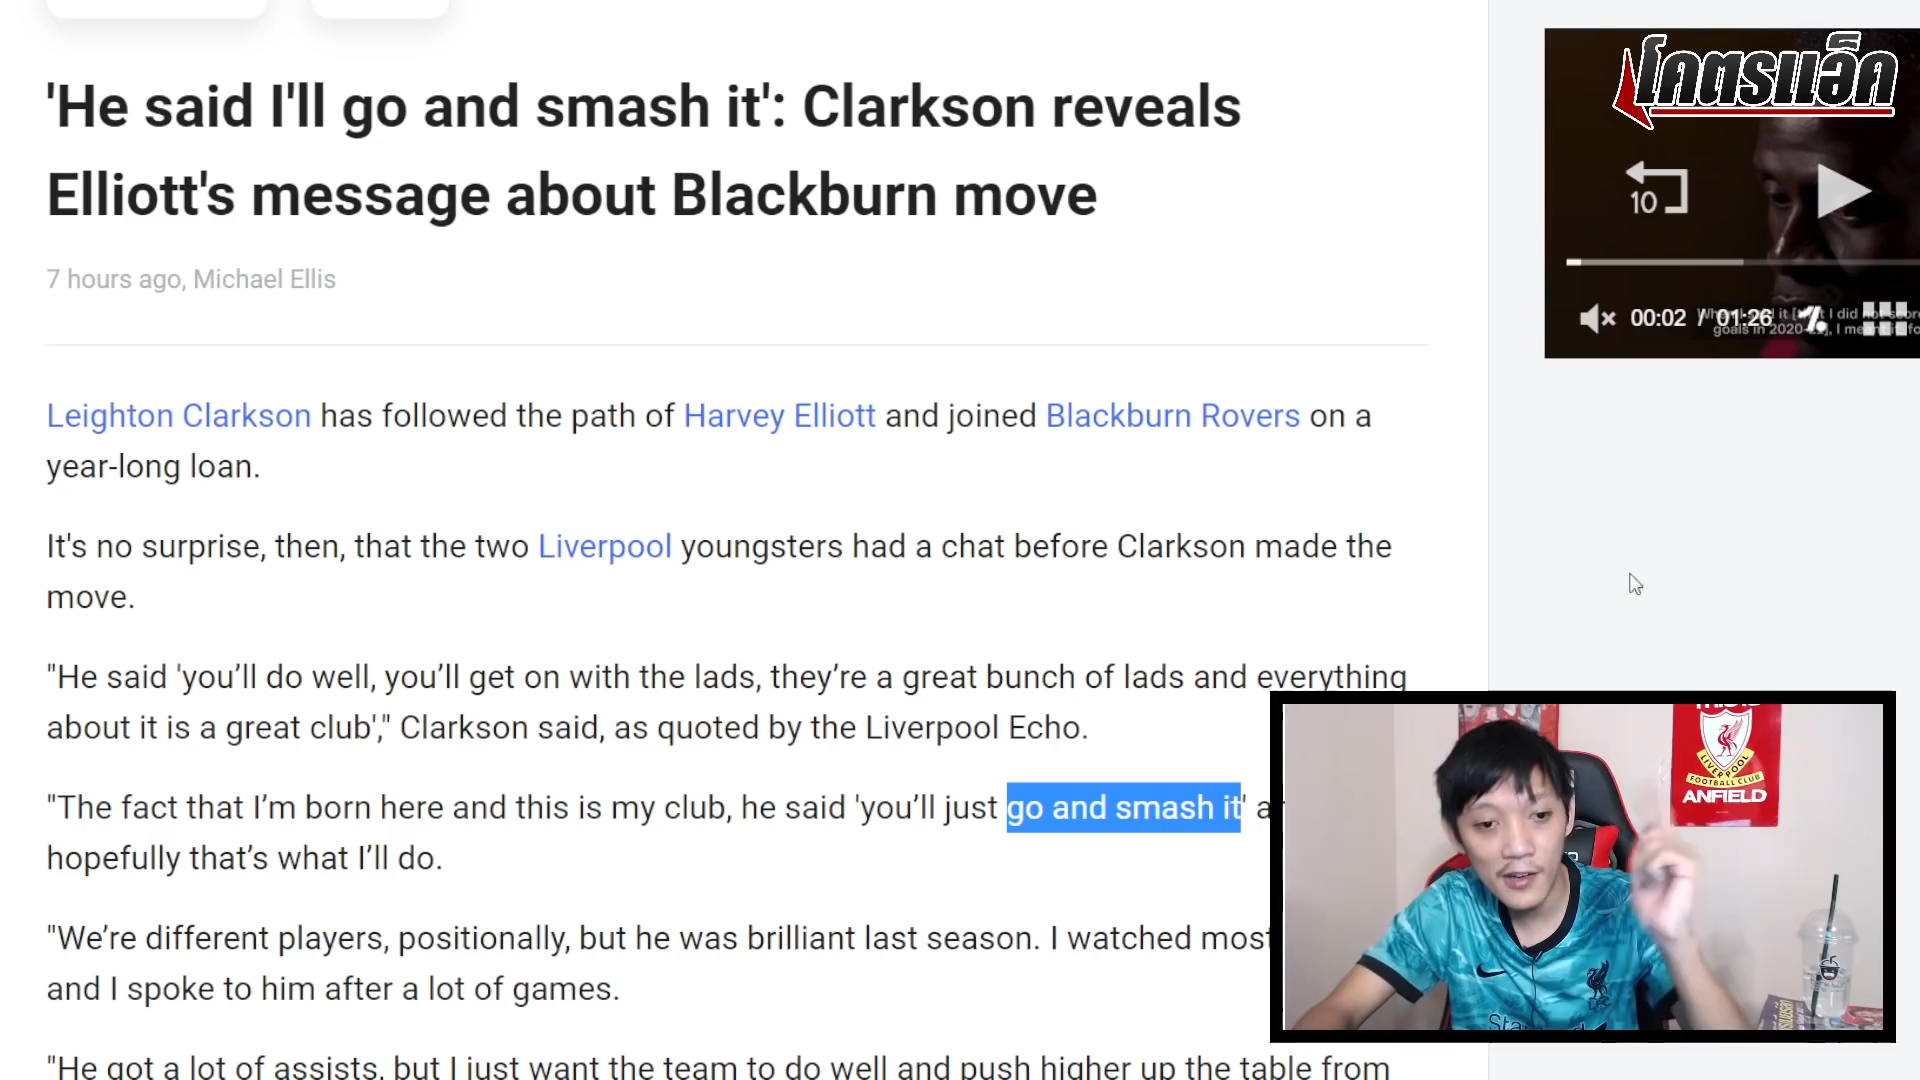 'He said I'll go and smash it': Clarkson reveals
Elliott's message about Blackburn move
7 hours ago, Michael Ellis
Leighton Clarkson has followed the path of Harvey Elliott and joined Blackburn Rovers on a
year-long loan.
It's no surprise, then, that the two Liverpool youngsters had a chat before Clarkson made the
move.
"He said 'you’ll do well, you’ll get on with the lads, they’re a great bunch of lads and everything
about it is a great club'," Clarkson said, as quoted by the Liverpool Echo.
"The fact that I’m born here and this is my club, he said 'you’ll just go and smash it'
hopefully that’s what I’ll do.
"We’re different players, positionally, but he was brilliant last season. I watched most
and I spoke to him after a lot of games.
"He got a lot of assists, but I just want the team to do well and push higher up the table from
โคตรแอ็ค
10
00:02 / 01:26
goals in 2020-
LIVERPOOL
FOOTBALL CLUB
ANFIELD